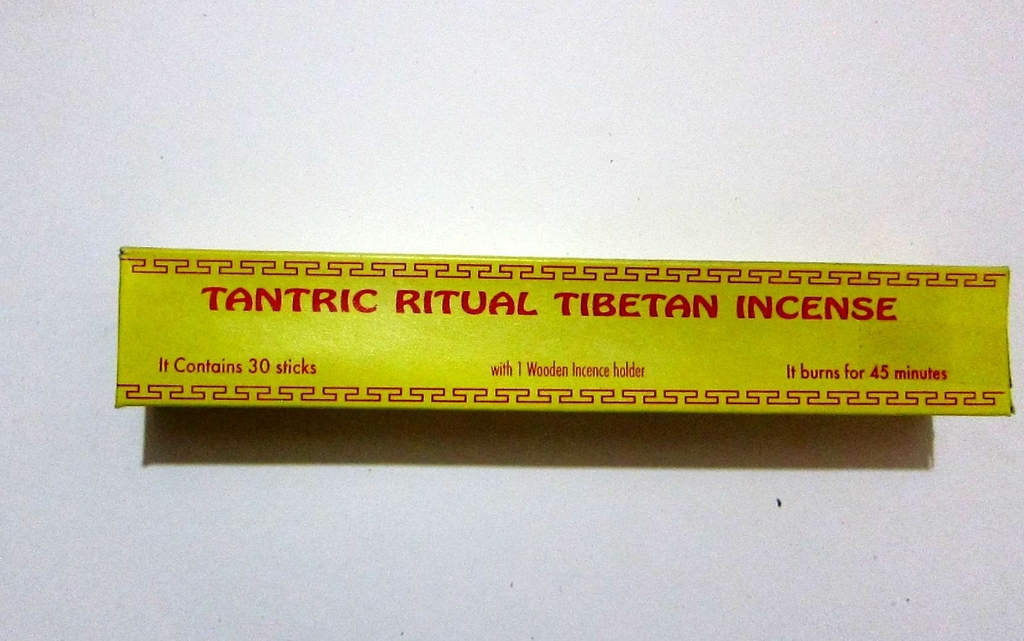 TANTRIC RITUAL TIBETAN INCENSE
It Contains 30 sticks with 1 Wooden Incence holder It burns for 45 minutes